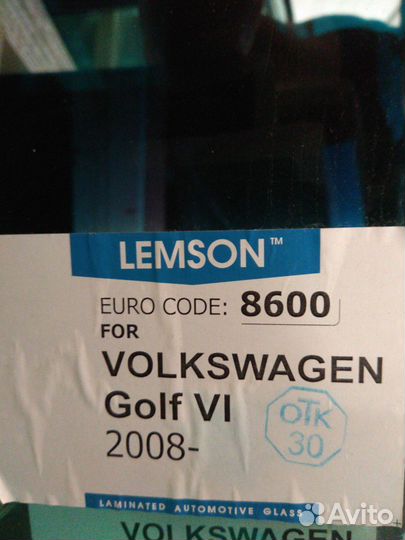 LEMSON™
EURO CODE: 8600
FOR
VOLKSWAGEN
Golf VI
2008-
ОТК
30
LAMINATED AUTOMOTIVE GLASS
VOLKSWAGEN
Avito